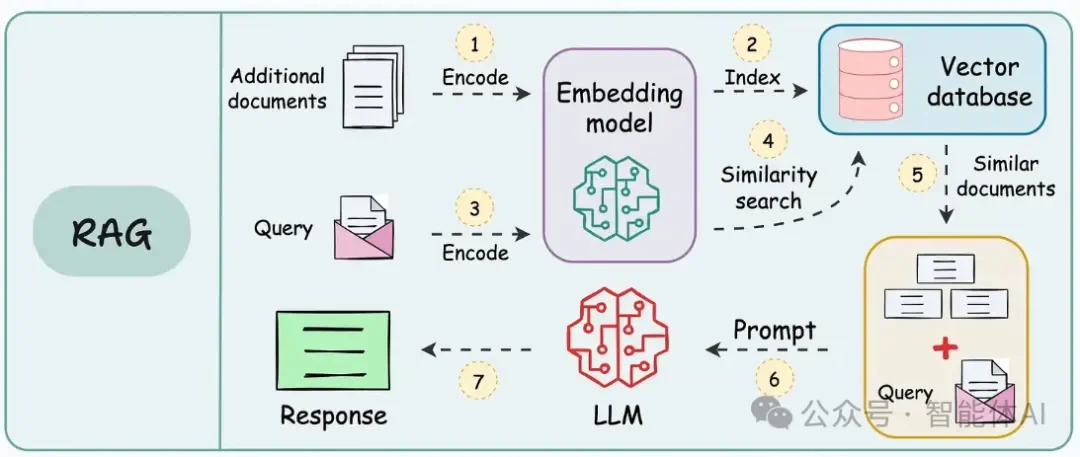 RAG
Additional
documents
1
Encode
Embedding
model
2
Index
Vector
database
Query
3
Encode
4
Similarity
search
5
Similar
documents
Query
Prompt
6
LLM
7
Response
公众号 · 智能体AI